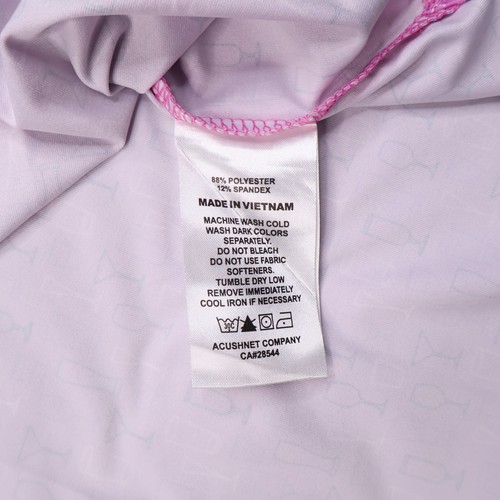 88% POLYESTER
12% SPANDEX
MADE IN VIETNAM
MACHINE WASH COLD
WASH DARK COLORS
SEPARATELY.
DO NOT BLEACH
DO NOT USE FABRIC
SOFTENERS.
TUMBLE DRY LOW
REMOVE IMMEDIATELY
COOL IRON IF NECESSARY
30C
ACUSHNET COMPANY
CA#28544